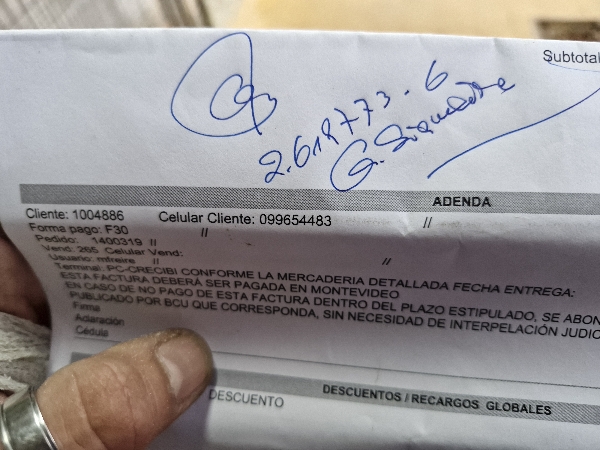 Subtotal
2.618773-6
ADENDA
Cliente: 1004886 Celular Cliente: 099654483 //
Forma pago: F30 //
Pedido: 1400319 //
Vend: 265 Celular Vend: //
Usuario: mfreire //
Terminal: PC-CRECIBI CONFORME LA MERCADERIA DETALLADA FECHA ENTREGA:
ESTA FACTURA DEBERÁ SER PAGADA EN MONTEVIDEO
EN CASO DE NO PAGO DE ESTA FACTURA DENTRO DEL PLAZO ESTIPULADO, SE ABON
PUBLICADO POR BCU QUE CORRESPONDA, SIN NECESIDAD DE INTERPELACIÓN JUDIC
Firma
Aclaración
Cédula
DESCUENTOS / RECARGOS GLOBALES
DESCUENTO